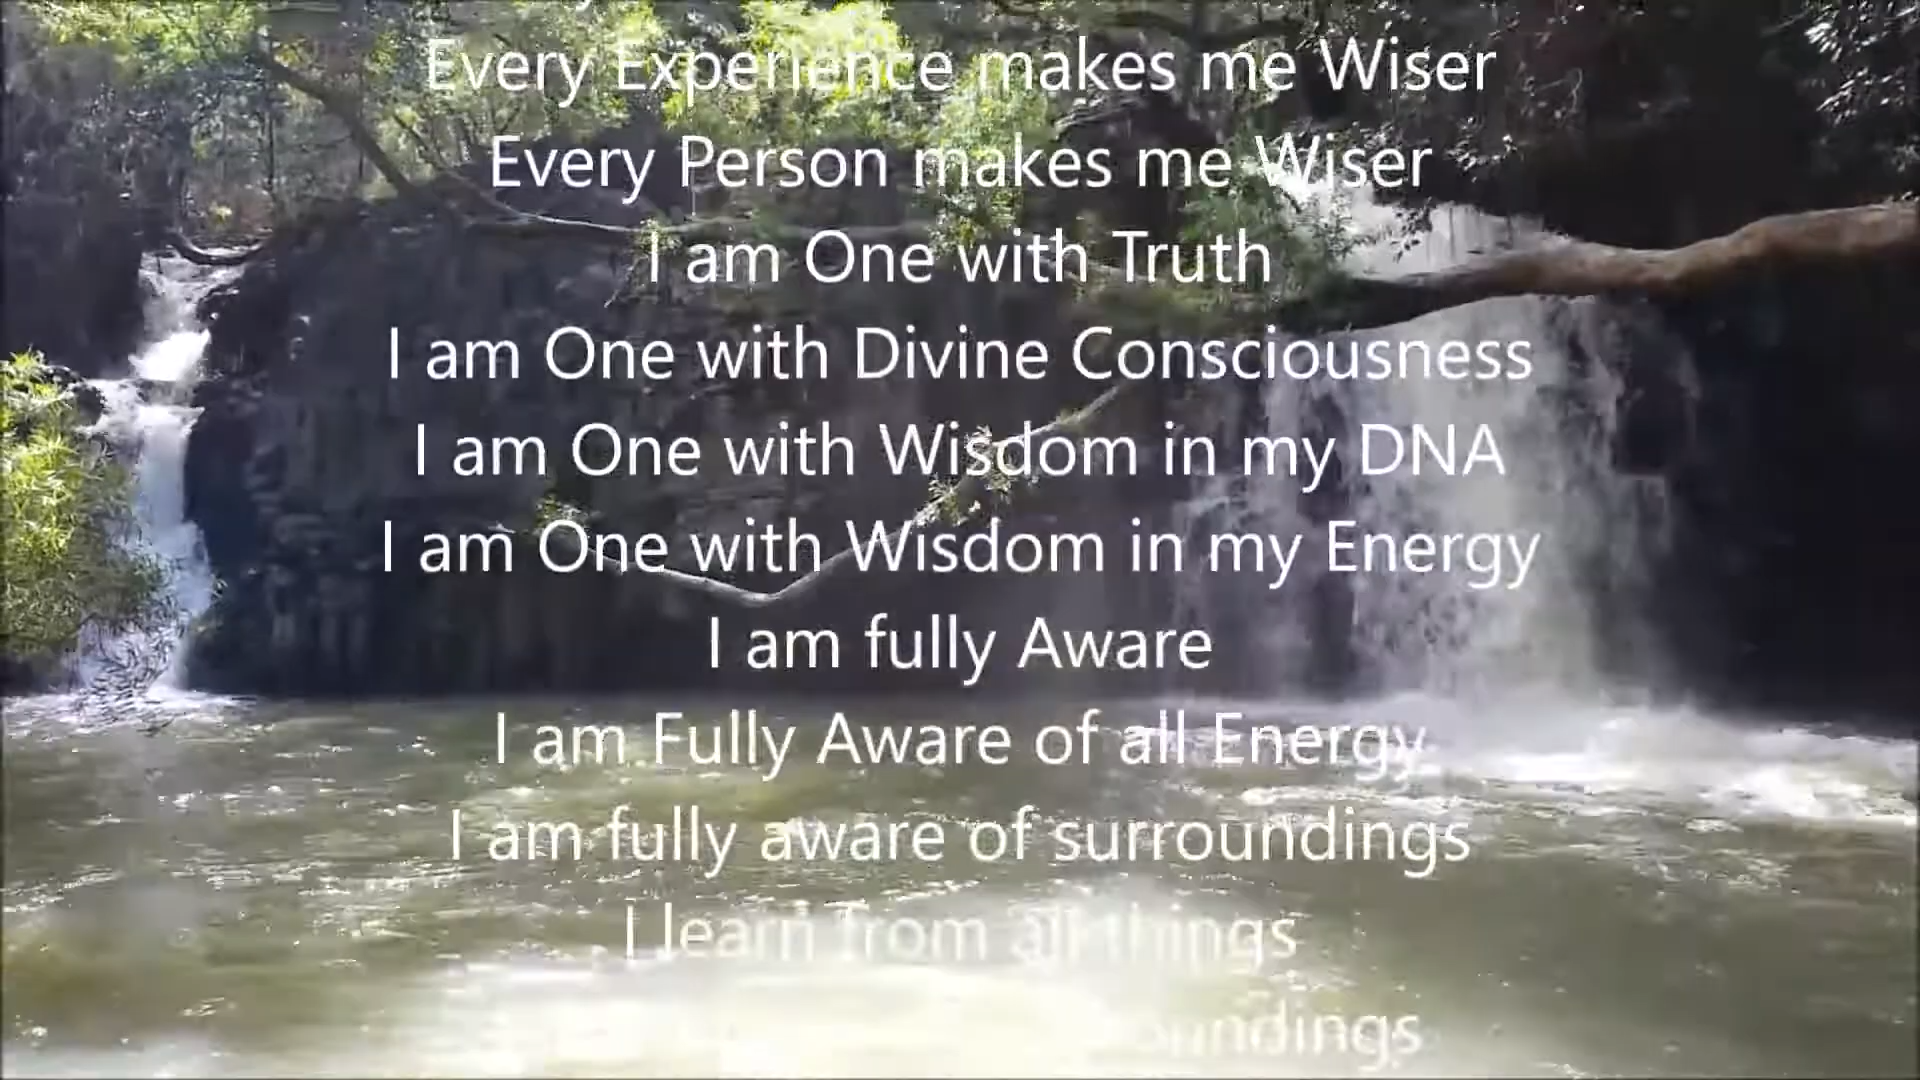 Every Experience makes me Wiser
Every Person makes me Wiser
I am One with Truth
I am One with Divine Consciousness
I am One with Wisdom in my DNA
I am One with Wisdom in my Energy
I am fully Aware
I am Fully Aware of all Energy
I am fully aware of surroundings
I learn from all things